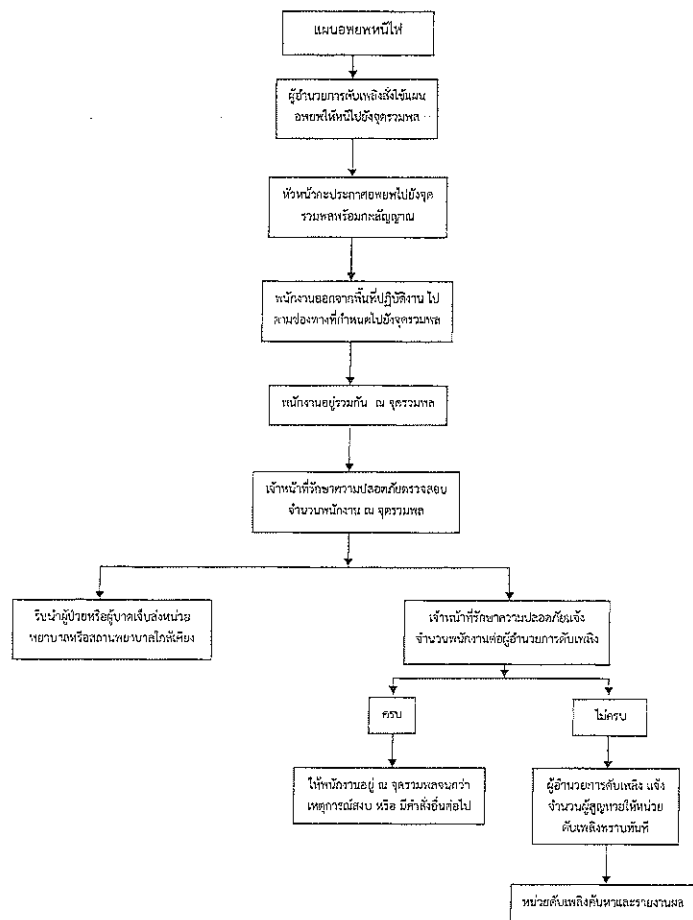 แผนอพยพหนีไฟ
ผู้อำนวยการดับเพลิงสั่งใช้แผน
อพยพให้หนีไปยังจุดรวมพล
หัวหน้ากะประกาศอพยพไปยังจุด
รวมพลพร้อมกดสัญญาณ
พนักงานออกจากพื้นที่ปฏิบัติงาน ไป
ตามช่องทางที่กำหนดไปยังจุดรวมพล
พนักงานอยู่รวมกัน ณ จุดรวมพล
เจ้าหน้าที่รักษาความปลอดภัยตรวจสอบ
จำนวนพนักงาน ณ จุดรวมพล
รีบนำผู้ป่วยหรือผู้บาดเจ็บส่งหน่วย
พยาบาลหรือสถานพยาบาลใกล้เคียง
เจ้าหน้าที่รักษาความปลอดภัยแจ้ง
จำนวนพนักงานต่อผู้อำนวยการดับเพลิง
ครบ
ไม่ครบ
ให้พนักงานอยู่ ณ จุดรวมพลจนกว่า
เหตุการณ์สงบ หรือ มีคำสั่งอื่นต่อไป
ผู้อำนวยการดับเพลิง แจ้ง
จำนวนผู้สูญหายให้หน่วย
ดับเพลิงทราบทันที
หน่วยดับเพลิงค้นหาและรายงานผล